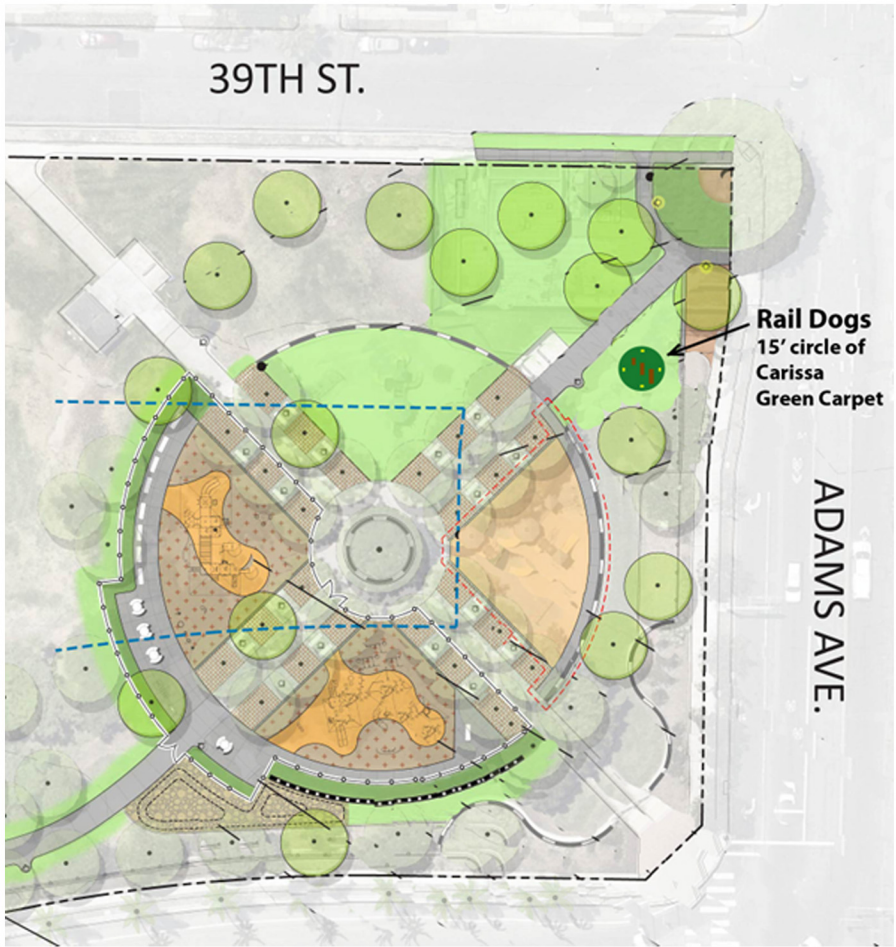 39TH ST.
Rail Dogs
15' circle of
Carissa
Green Carpet
ADAMS AVE.